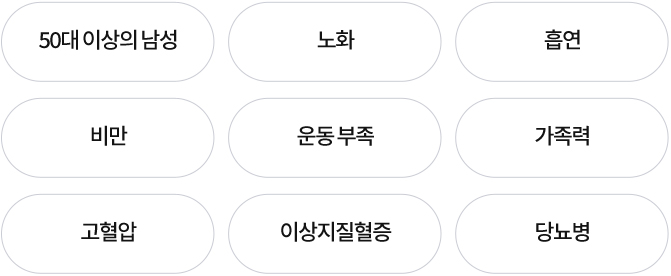 50대 이상의 남성
노화
흡연
비만
운동 부족
가족력
고혈압
이상지질혈증
당뇨병